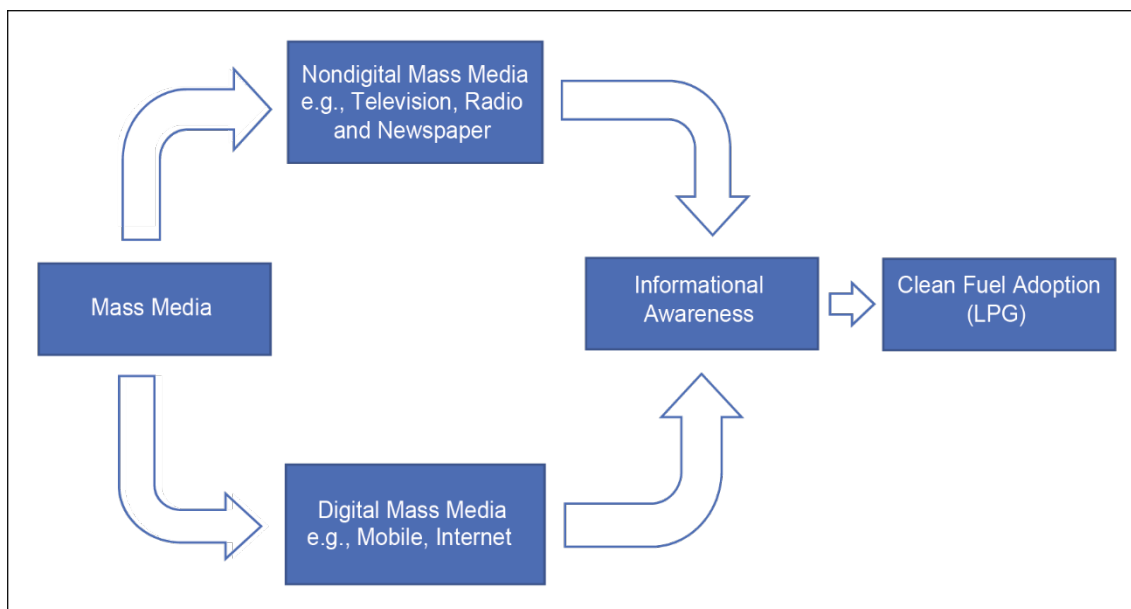 Nondigital Mass Media
e.g., Television, Radio
and Newspaper
Mass Media
Informational
Awareness
Clean Fuel Adoption
(LPG)
Digital Mass Media
e.g., Mobile, Internet